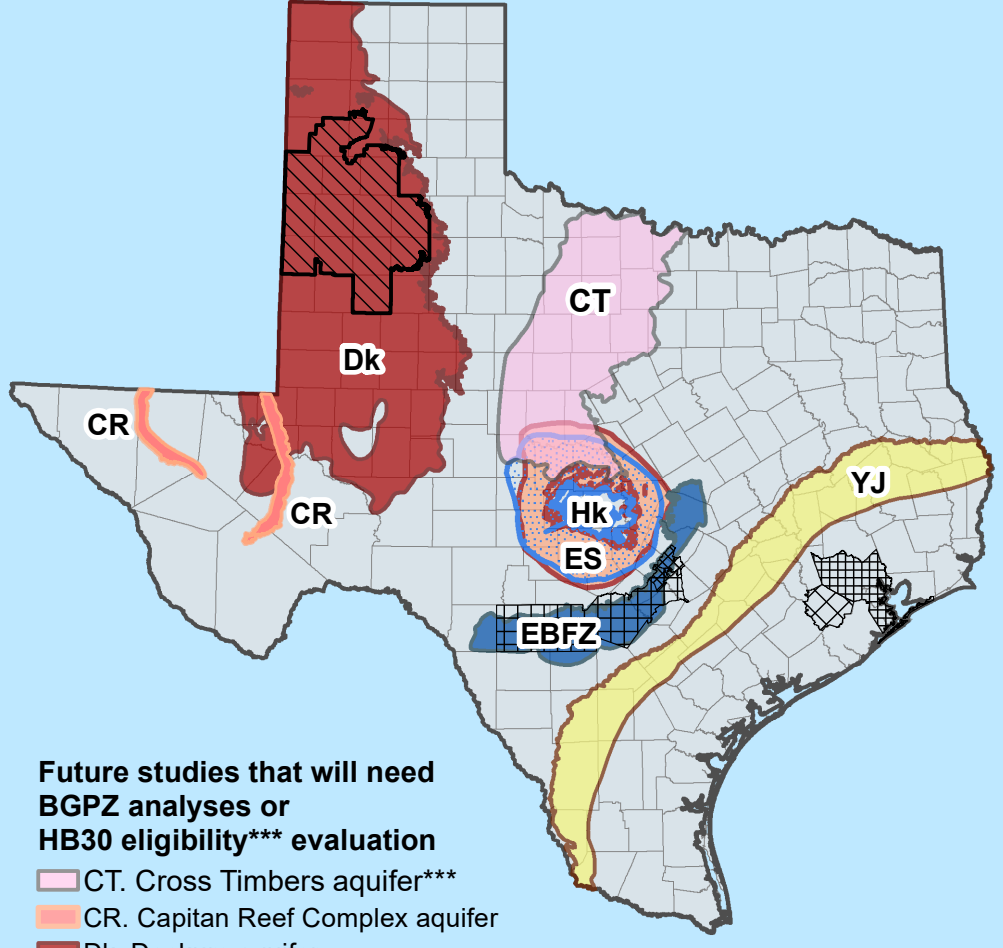 CT
Dk
CR
CR
YJ
Hk
ES
EBFZ
Future studies that will need
BGPZ analyses or
HB30 eligibility*** evaluation
CT. Cross Timbers aquifer***
CR. Capitan Reef Complex aquifer